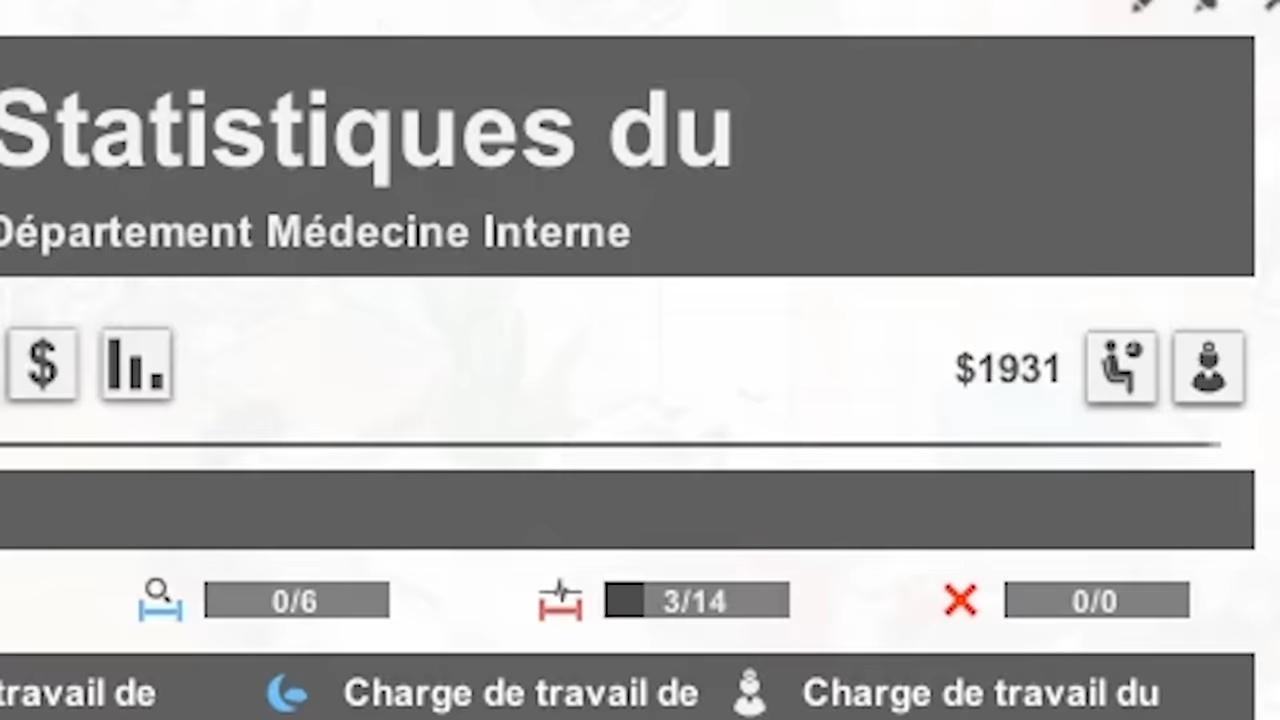 Statistiques du
Département Médecine Interne
$ $1931
0/6 3/14 0/0
travail de Charge de travail de Charge de travail du